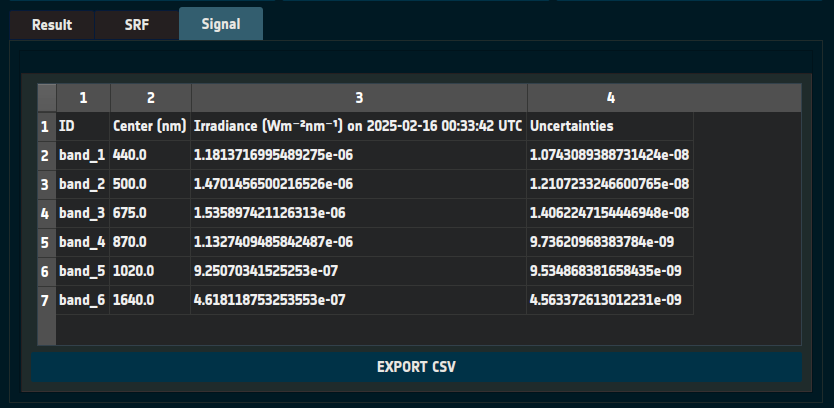 Result SRF Signal
1 2 3 4
1 ID Center (nm) Irradiance (Wm⁻²nm⁻¹) on 2025-02-16 00:33:42 UTC Uncertainties
2 band_1 440.0 1.1813716995489275e-06 1.0743089388731424e-08
3 band_2 500.0 1.4701456500216526e-06 1.2107233246600765e-08
4 band_3 675.0 1.535897421126313e-06 1.4062247154446948e-08
5 band_4 870.0 1.1327409485842487e-06 9.73620968383784e-09
6 band_5 1020.0 9.25070341525253e-07 9.534868381658435e-09
7 band_6 1640.0 4.618118753253553e-07 4.563372613012231e-09
EXPORT CSV